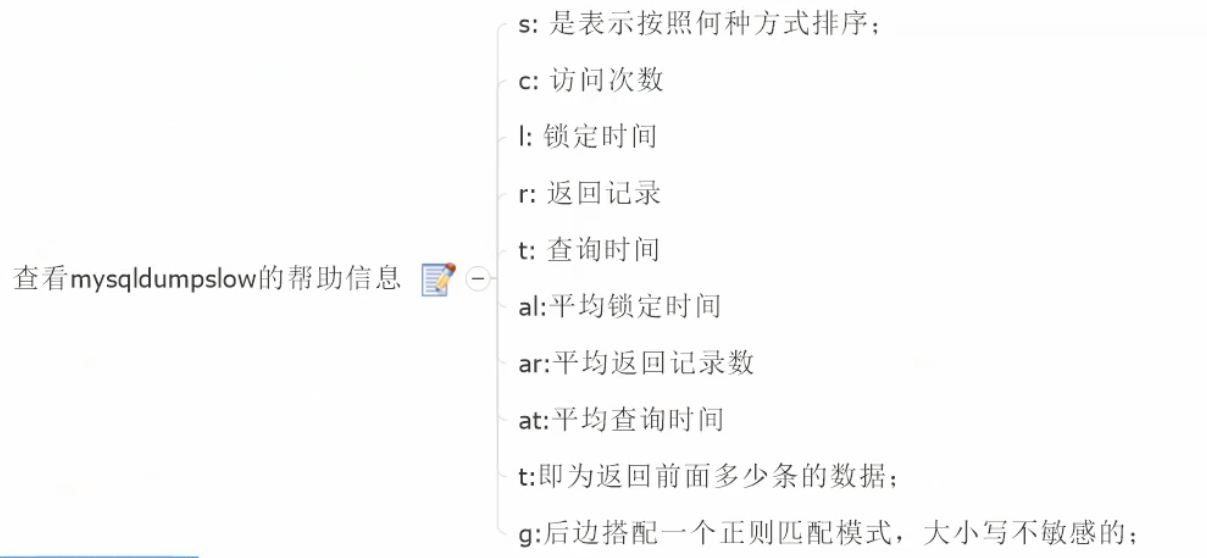 查看mysqldumpslow的帮助信息
s: 是表示按照何种方式排序；
c: 访问次数
l: 锁定时间
r: 返回记录
t: 查询时间
al:平均锁定时间
ar:平均返回记录数
at:平均查询时间
t:即为返回前面多少条的数据；
g:后边搭配一个正则匹配模式，大小写不敏感的；